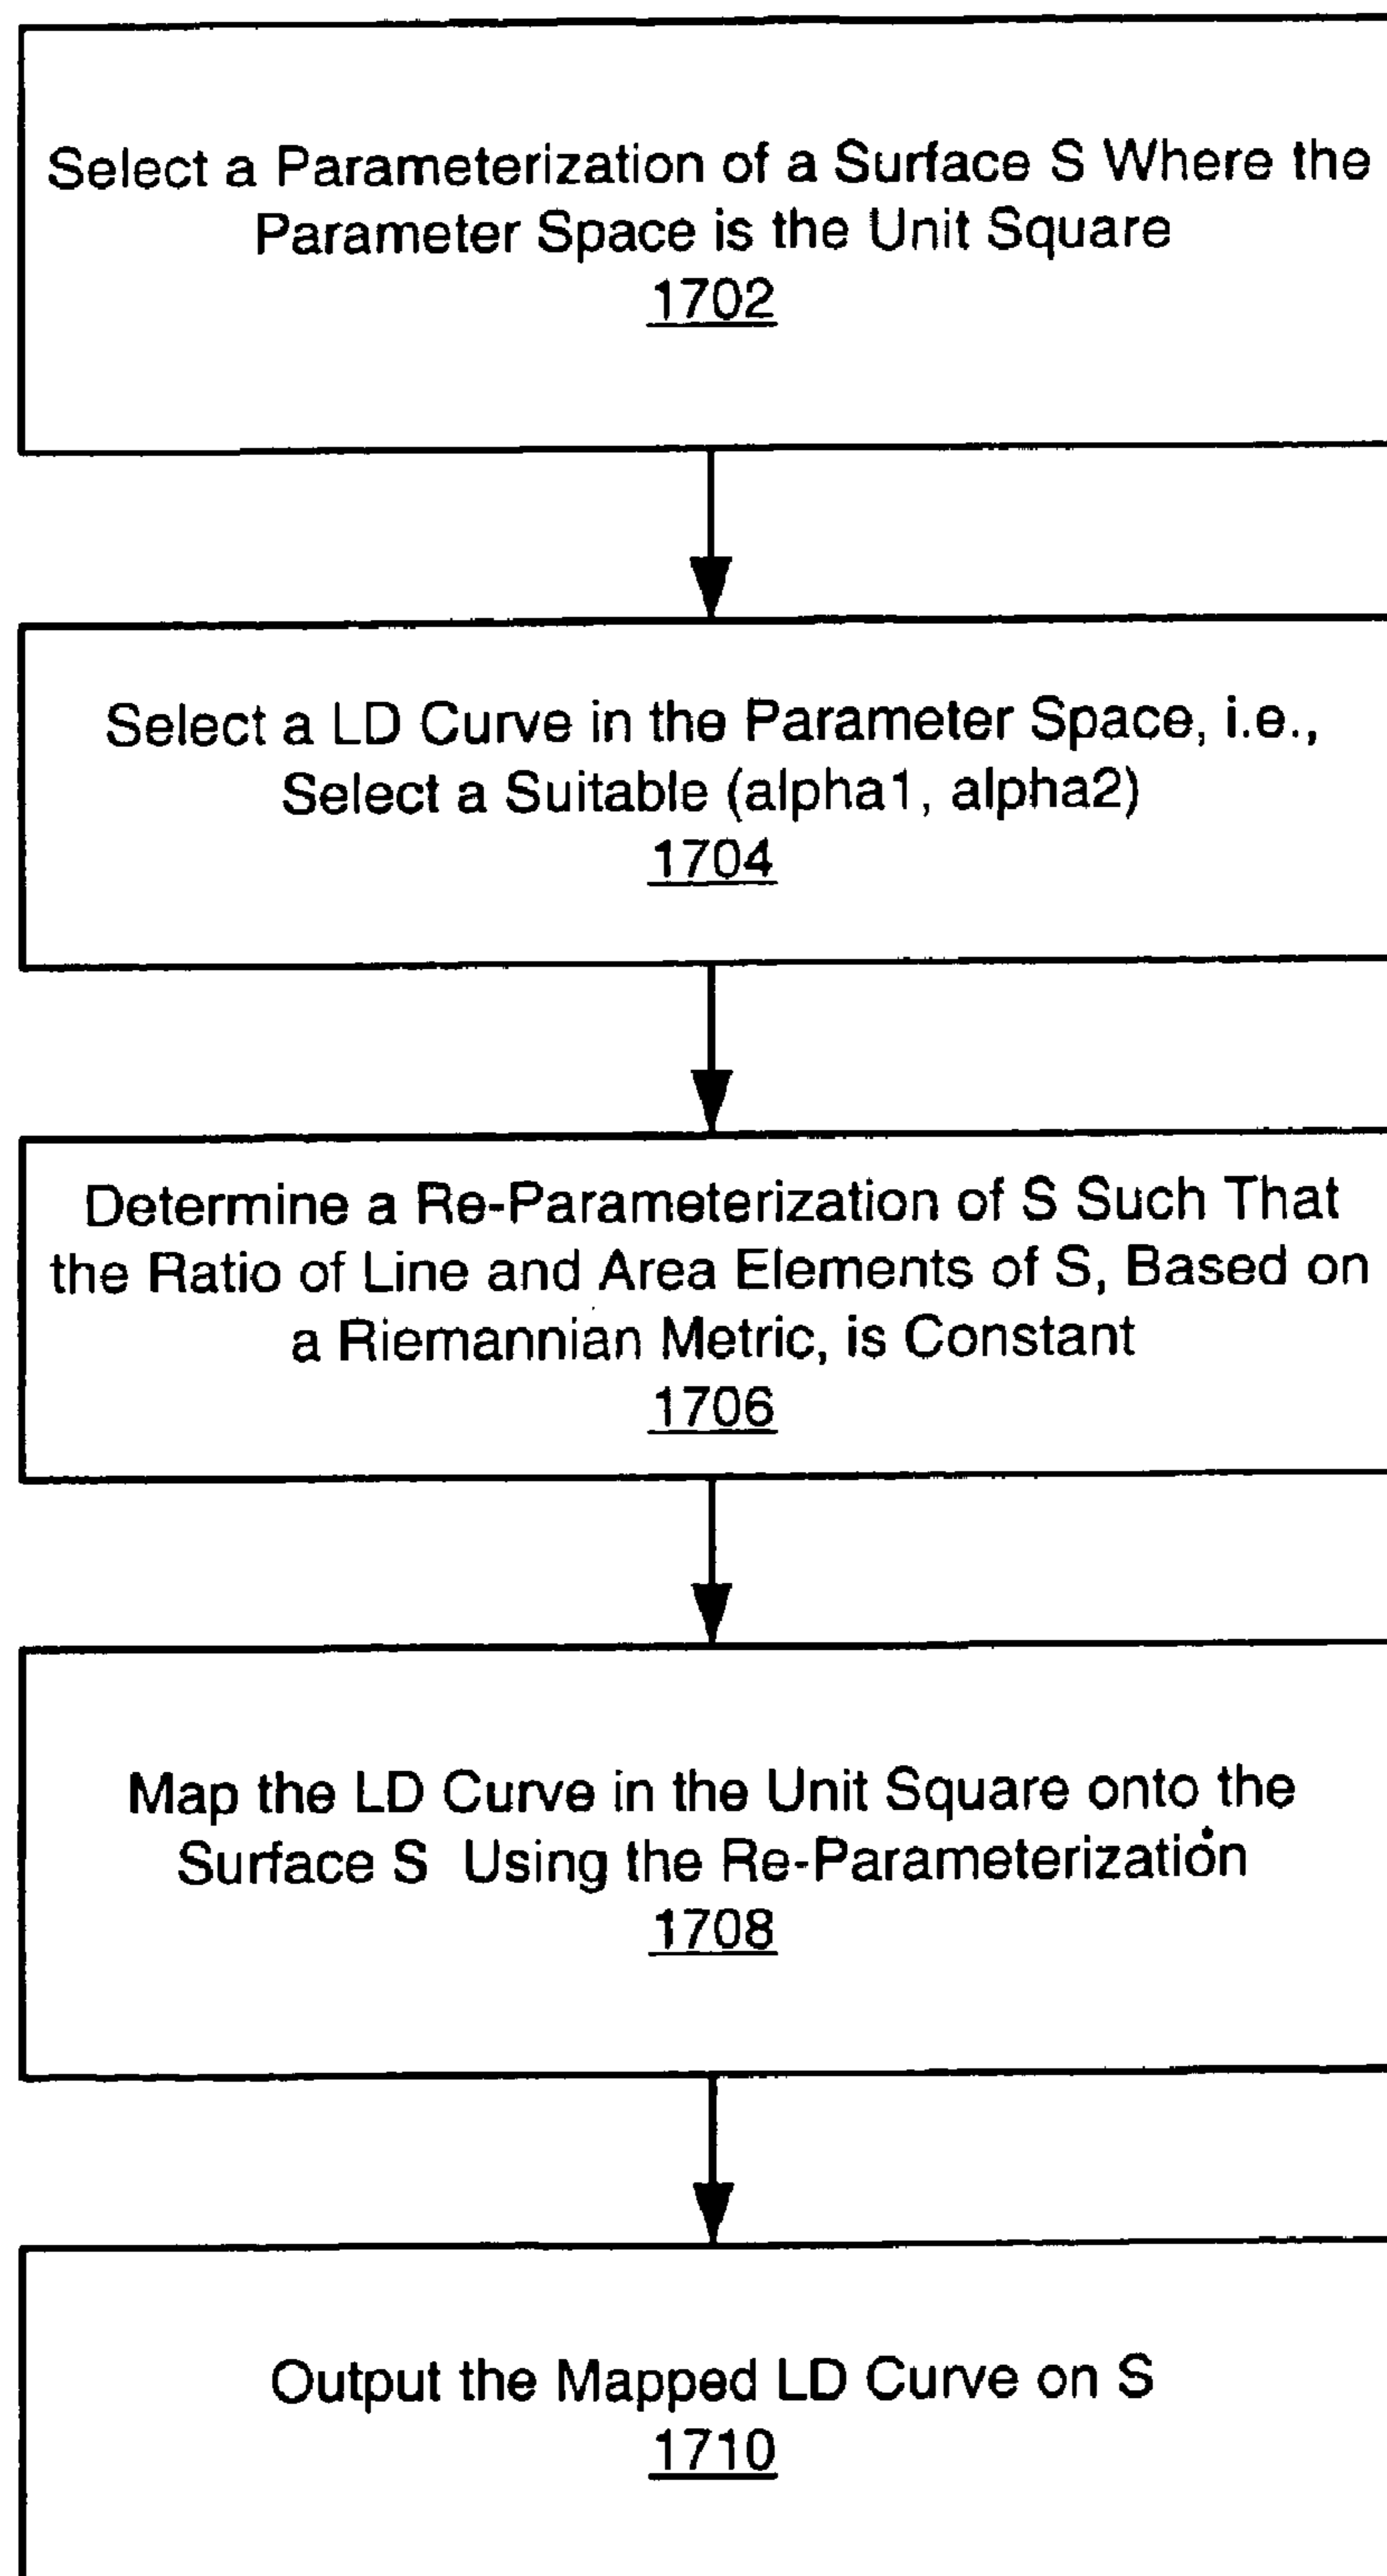 Select a Parameterization of a Surface S Where the
Parameter Space is the Unit Square
1702
Select a LD Curve in the Parameter Space, i.e.,
Select a Suitable (alpha1, alpha2)
1704
Determine a Re-Parameterization of S Such That
the Ratio of Line and Area Elements of S, Based on
a Riemannian Metric, is Constant
1706
Map the LD Curve in the Unit Square onto the
Surface S Using the Re-Parameterization
1708
Output the Mapped LD Curve on S
1710